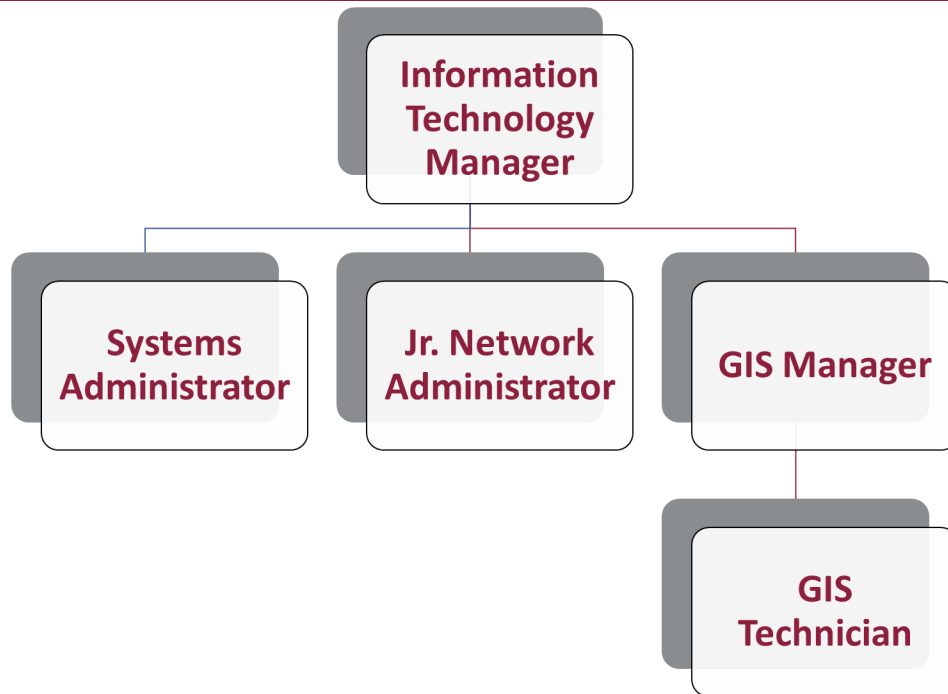 Information
Technology
Manager
Systems
Administrator
Jr. Network
Administrator
GIS Manager
GIS
Technician